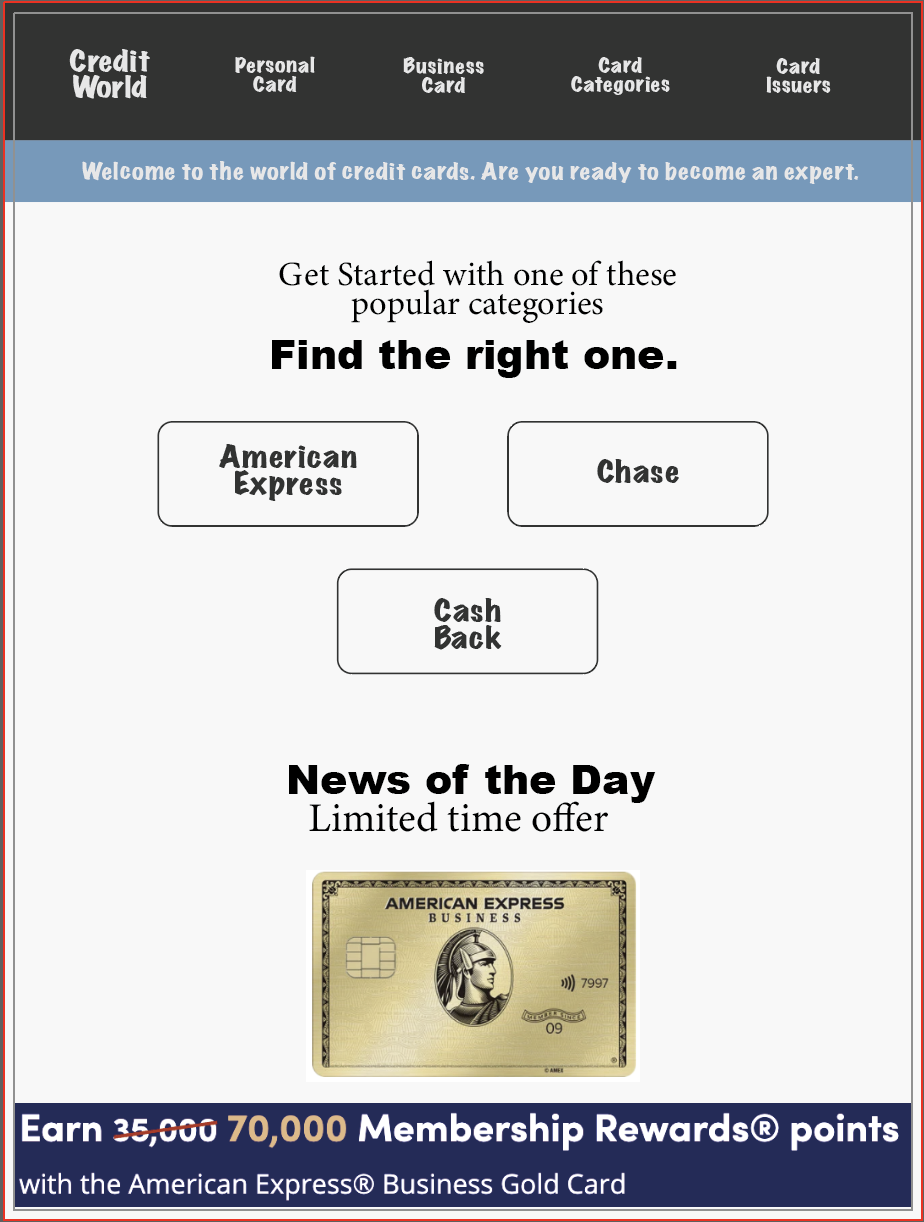 Credit
World
Personal
Card
Business
Card
Card
Categories
Card
Issuers
Welcome to the world of credit cards. Are you ready to become an expert.
Get Started with one of these
popular categories
Find the right one.
American
Express
Chase
Cash
Back
News of the Day
Limited time offer
AMERICAN EXPRESS
BUSINESS
7997
MEMBER SINCE
09
® 
© AMEX
Earn 35,000 70,000 Membership Rewards® points
with the American Express® Business Gold Card